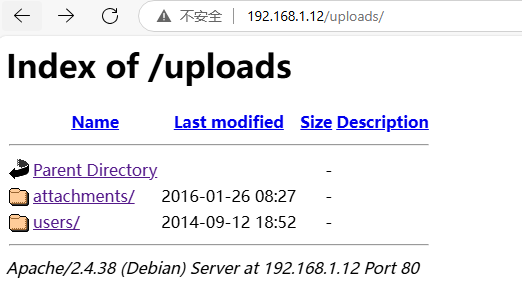 不安全 192.168.1.12/uploads/
Index of /uploads
Name Last modified Size Description
Parent Directory -
attachments/ 2016-01-26 08:27 -
users/ 2014-09-12 18:52 -
Apache/2.4.38 (Debian) Server at 192.168.1.12 Port 80